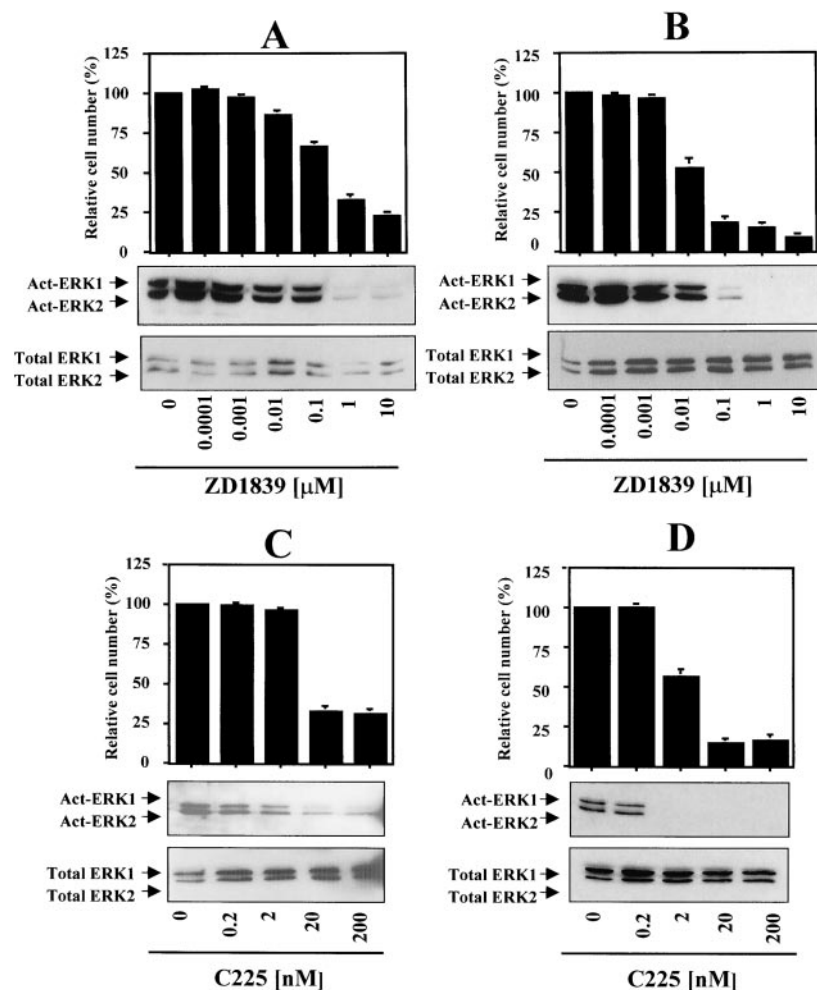 A
Relative cell number (%)
125
100
75
50
25
0
Act-ERK1
Act-ERK2
Total ERK1
Total ERK2
0 0.0001 0.001 0.01 0.1 1 10
ZD1839 [μM]
B
Relative cell number (%)
125
100
75
50
25
0
Act-ERK1
Act-ERK2
Total ERK1
Total ERK2
0 0.0001 0.001 0.01 0.1 1 10
ZD1839 [μM]
C
Relative cell number (%)
125
100
75
50
25
0
Act-ERK1
Act-ERK2
Total ERK1
Total ERK2
0 0.2 2 20 200
C225 [nM]
D
Relative cell number (%)
125
100
75
50
25
0
Act-ERK1
Act-ERK2
Total ERK1
Total ERK2
0 0.2 2 20 200
C225 [nM]